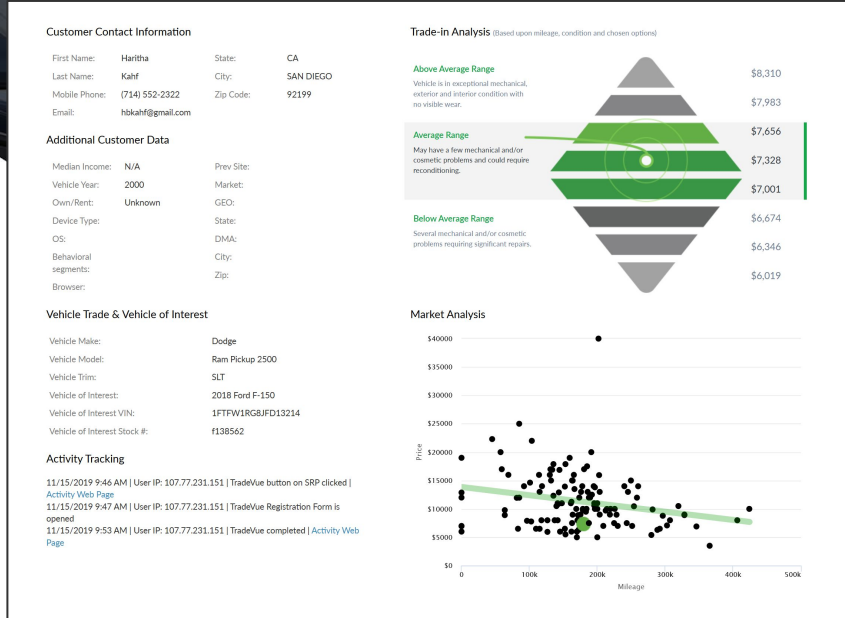 Customer Contact Information
First Name: Haritha State: CA
Last Name: Kahf City: SAN DIEGO
Mobile Phone: (714) 552-2322 Zip Code: 92199
Email: hbkahf@gmail.com
Additional Customer Data
Median Income: N/A Prev Site:
Vehicle Year: 2000 Market:
Own/Rent: Unknown GEO:
Device Type: State:
OS: DMA:
Behavioral City:
segments:
Zip:
Browser:
Vehicle Trade & Vehicle of Interest
Vehicle Make: Dodge
Vehicle Model: Ram Pickup 2500
Vehicle Trim: SLT
Vehicle of Interest: 2018 Ford F-150
Vehicle of Interest VIN: 1FTFW1RG8JFD13214
Vehicle of Interest Stock #: f138562
Activity Tracking
11/15/2019 9:46 AM | User IP: 107.77.231.151 | TradeVue button on SRP clicked |
Activity Web Page
11/15/2019 9:47 AM | User IP: 107.77.231.151 | TradeVue Registration Form is
opened
11/15/2019 9:53 AM | User IP: 107.77.231.151 | TradeVue completed | Activity Web
Page
Trade-in Analysis (Based upon mileage, condition and chosen options)
Above Average Range
Vehicle is in exceptional mechanical,
exterior and interior condition with
no visible wear.
Average Range
May have a few mechanical and/or
cosmetic problems and could require
reconditioning.
Below Average Range
Several mechanical and/or cosmetic
problems requiring significant repairs.
$8,310
$7,983
$7,656
$7,328
$7,001
$6,674
$6,346
$6,019
Market Analysis
$40000
$35000
$30000
$25000
$20000
$15000
$10000
$5000
$0
Price
0 100k 200k 300k 400k 500k
Mileage